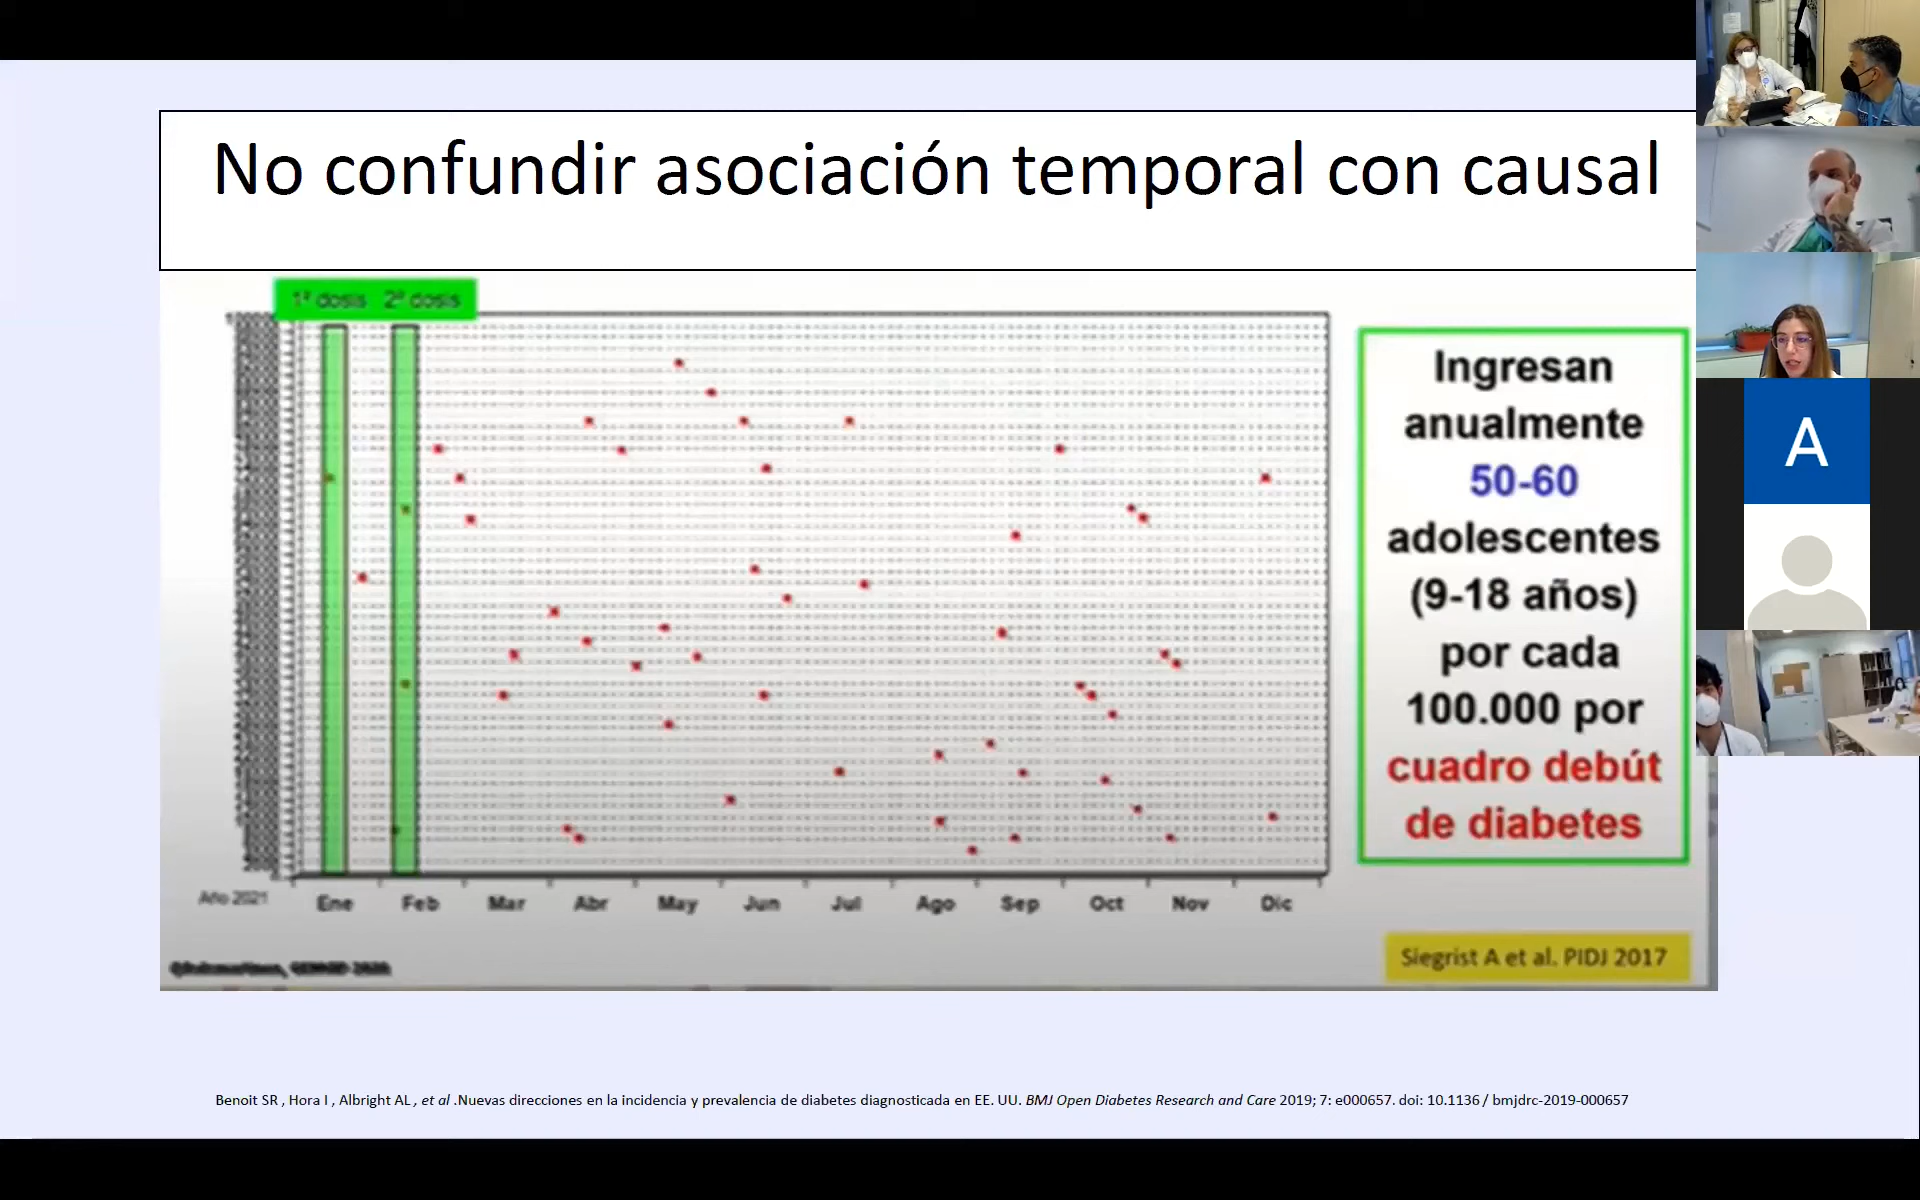 No confundir asociación temporal con causal
1ª dosis 2ª dosis
Ingresan
anualmente
50-60
adolescentes
(9-18 años)
por cada
100.000 por
cuadro debút
de diabetes
Año 2021
Ene Feb Mar Abr May Jun Jul Ago Sep Oct Nov Dic
Siegrist A et al. PIDJ 2017
Benoit SR , Hora I , Albright AL , et al .Nuevas direcciones en la incidencia y prevalencia de diabetes diagnosticada en EE. UU. BMJ Open Diabetes Research and Care 2019; 7: e000657. doi: 10.1136 / bmjdrc-2019-000657
A